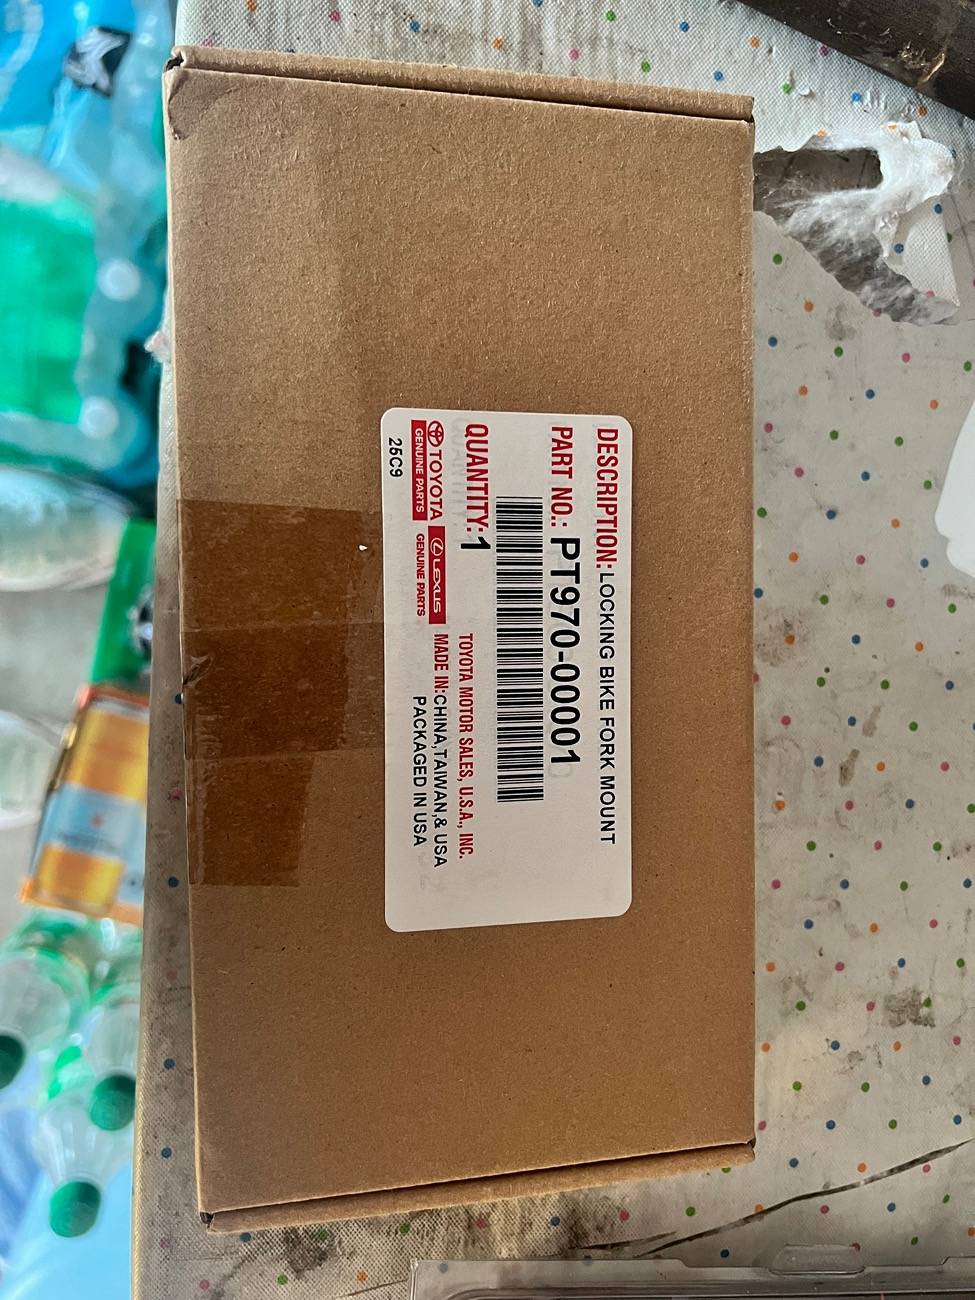 DESCRIPTION: LOCKING BIKE FORK MOUNT
PART NO.: PT970-00001
QUANTITY: 1
TOYOTA MOTOR SALES, U.S.A., INC.
TOYOTA
GENUINE PARTS
LEXUS
GENUINE PARTS
MADE IN: CHINA, TAIWAN, & USA
PACKAGED IN USA
25C9